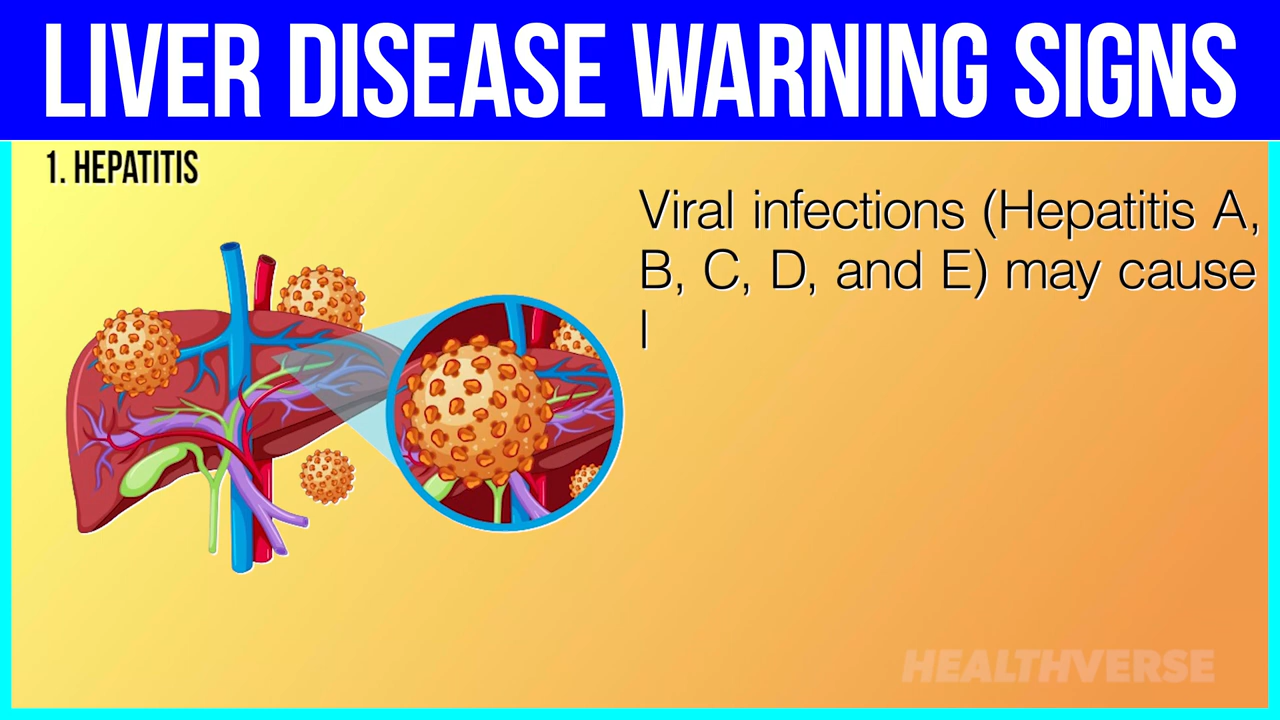 LIVER DISEASE WARNING SIGNS
1. HEPATITIS
Viral infections (Hepatitis A,
B, C, D, and E) may cause
l
HEALTHVERSE